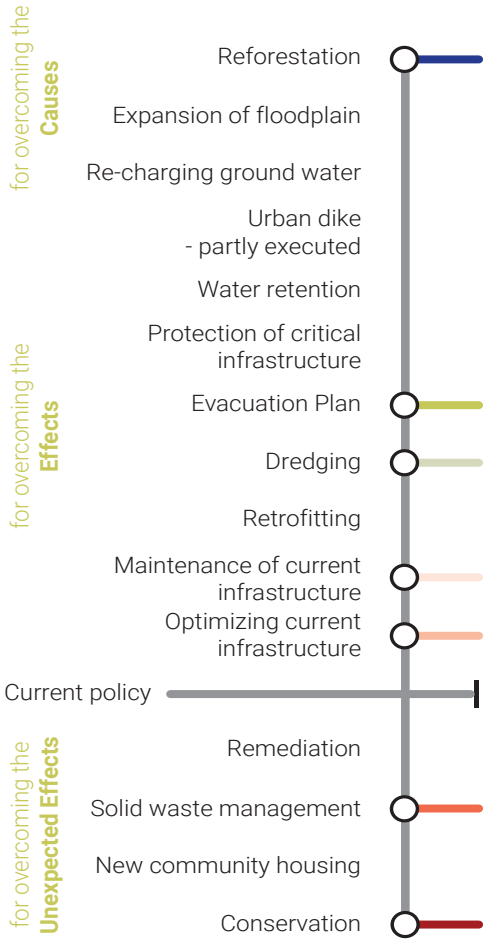 for overcoming the
Causes
Reforestation
Expansion of floodplain
Re-charging ground water
Urban dike
- partly executed
Water retention
Protection of critical
infrastructure
for overcoming the
Effects
Evacuation Plan
Dredging
Retrofitting
Maintenance of current
infrastructure
Optimizing current
infrastructure
Current policy
for overcoming the
Unexpected Effects
Remediation
Solid waste management
New community housing
Conservation